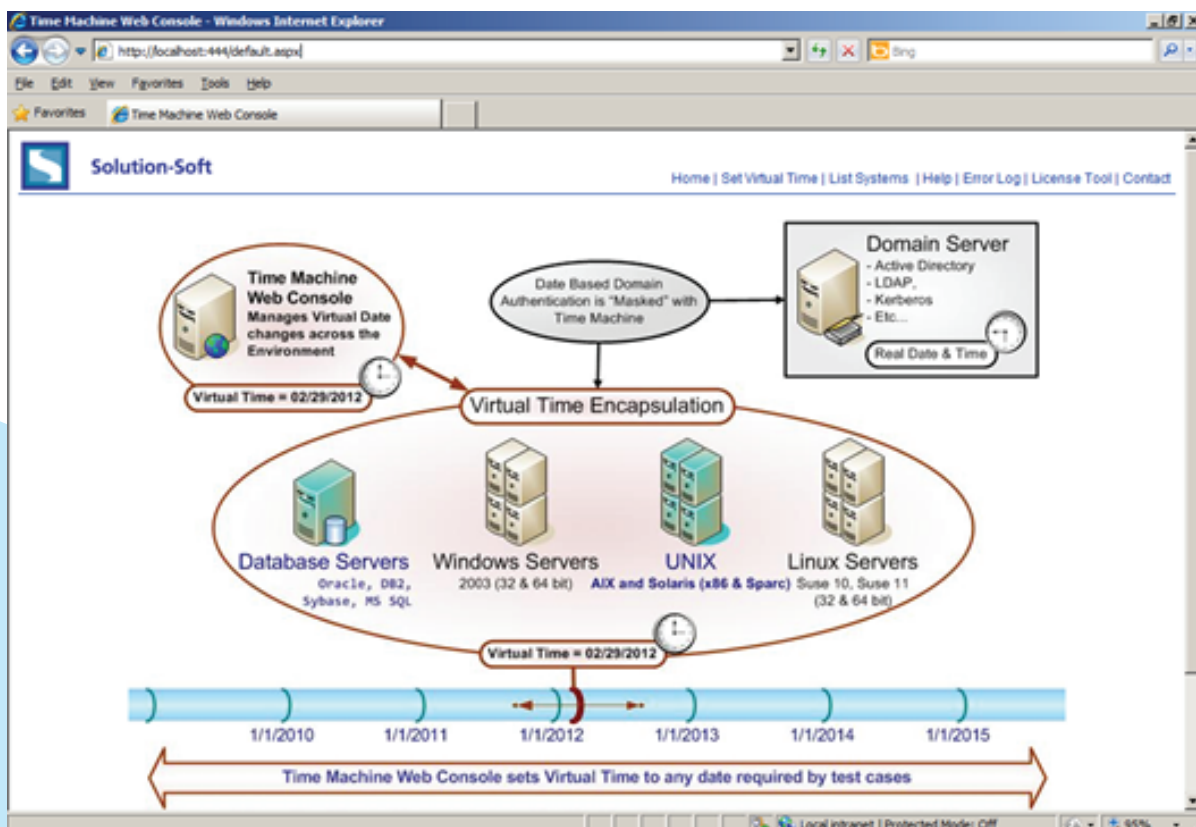 Time Machine Web Console - Windows Internet Explorer
http://localhost:444/default.aspx
Bing
File Edit View Favorites Tools Help
Favorites
Time Machine Web Console
Solution-Soft
Home | Set Virtual Time | List Systems | Help | Error Log | License Tool | Contact
Time Machine
Web Console
Manages Virtual Date
changes across the
Environment
Virtual Time = 02/29/2012
Date Based Domain
Authentication is "Masked" with
Time Machine
Domain Server
- Active Directory
- LDAP,
- Kerberos
- Etc...
Real Date & Time
Virtual Time Encapsulation
Database Servers
Oracle, DB2,
Sybase, MS SQL
Windows Servers
2003 (32 & 64 bit)
UNIX
AIX and Solaris (x86 & Sparc)
Linux Servers
Suse 10, Suse 11
(32 & 64 bit)
Virtual Time = 02/29/2012
1/1/2010 1/1/2011 1/1/2012 1/1/2013 1/1/2014 1/1/2015
Time Machine Web Console sets Virtual Time to any date required by test cases
Local intranet | Protected Mode: Off
95%